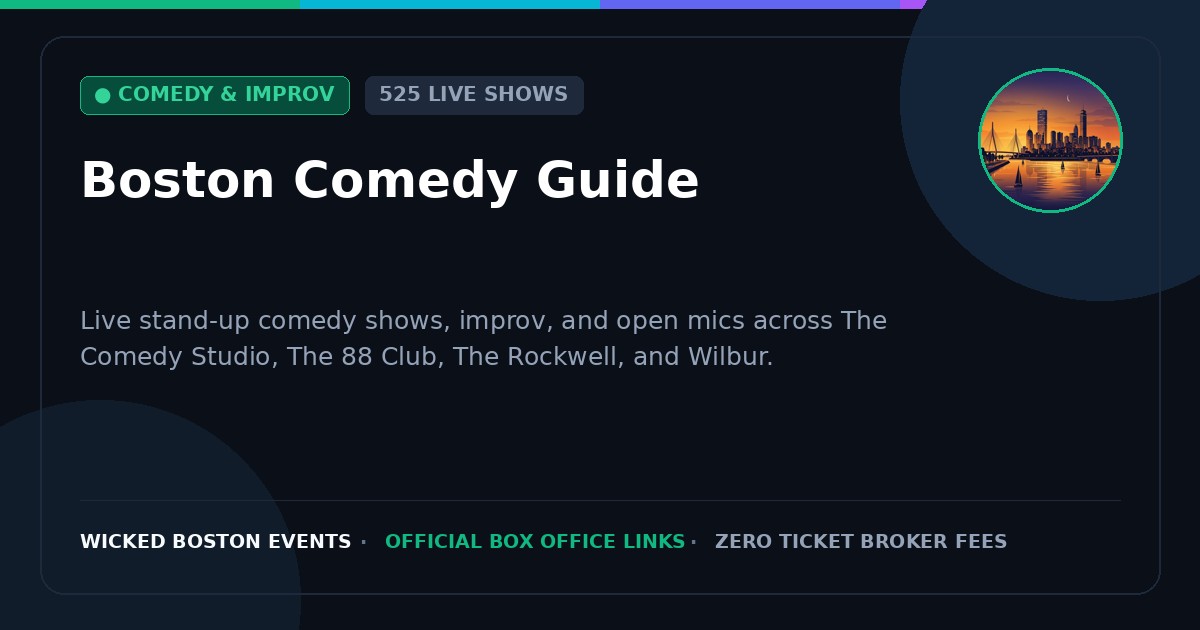 COMEDY & IMPROV
525 LIVE SHOWS
Boston Comedy Guide
Live stand-up comedy shows, improv, and open mics across The
Comedy Studio, The 88 Club, The Rockwell, and Wilbur.
WICKED BOSTON EVENTS · OFFICIAL BOX OFFICE LINKS · ZERO TICKET BROKER FEES